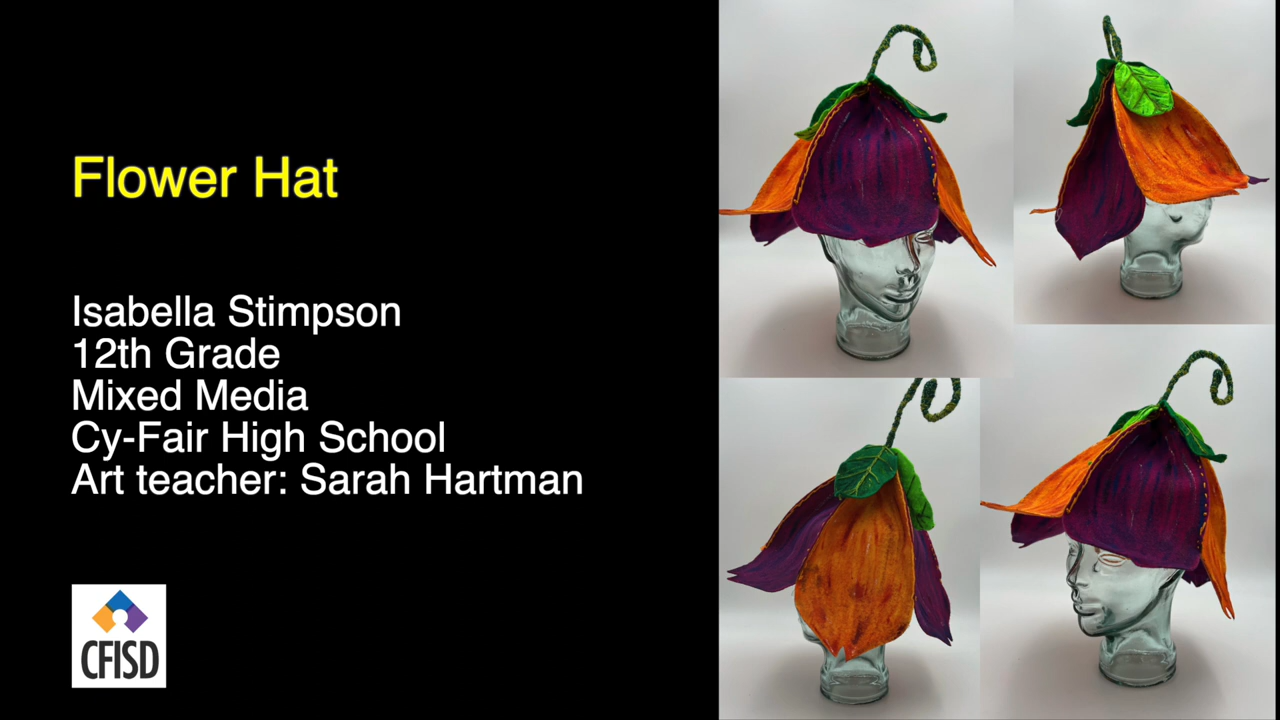 Flower Hat
Isabella Stimpson
12th Grade
Mixed Media
Cy-Fair High School
Art teacher: Sarah Hartman
CFISD